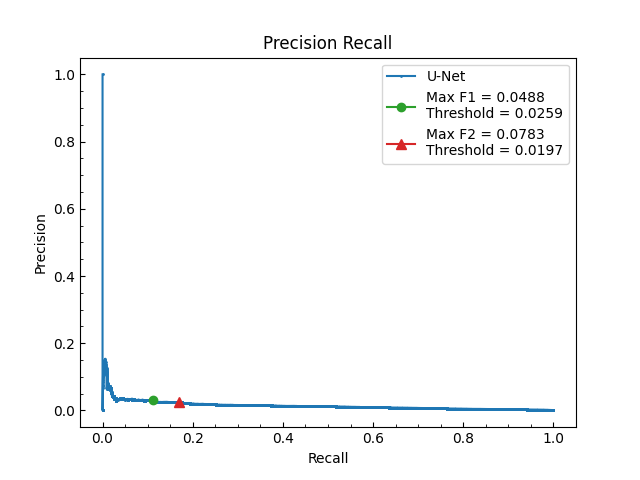 Precision Recall
U-Net
Max F1 = 0.0488
Threshold = 0.0259
Max F2 = 0.0783
Threshold = 0.0197
Precision
1.0
0.8
0.6
0.4
0.2
0.0
0.0 0.2 0.4 0.6 0.8 1.0
Recall